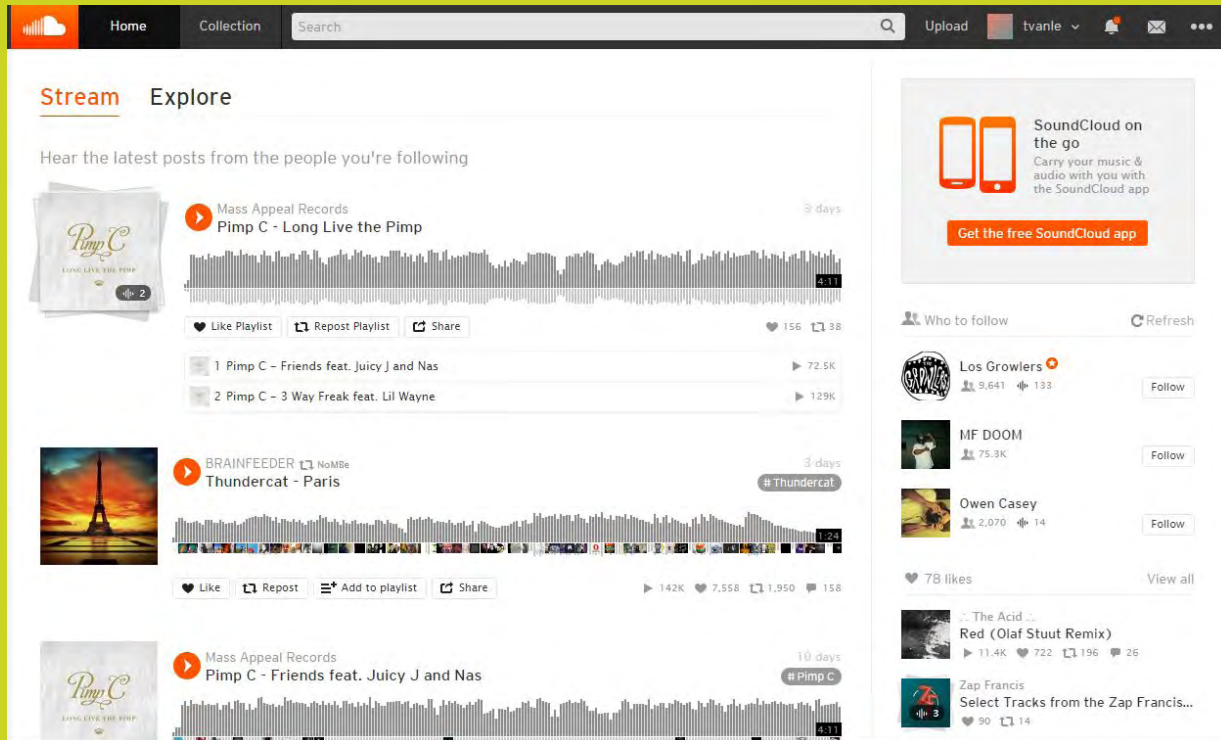 Home Collection Search Upload tvanle
Stream Explore
Hear the latest posts from the people you're following
Pimp C
LONG LIVE THE PIMP
2
Mass Appeal Records
3 days
Pimp C - Long Live the Pimp
4:11
Like Playlist Repost Playlist Share
156 38
1 Pimp C – Friends feat. Juicy J and Nas 72.5K
2 Pimp C – 3 Way Freak feat. Lil Wayne 129K
BRAINFEEDER NoMBe
3 days
Thundercat - Paris
# Thundercat
1:24
Like Repost Add to playlist Share
142K 7,558 1,950 158
Pimp C
LONG LIVE THE PIMP
Mass Appeal Records
10 days
Pimp C - Friends feat. Juicy J and Nas
# Pimp C
4:11
SoundCloud on
the go
Carry your music &
audio with you with
the SoundCloud app
Get the free SoundCloud app
Who to follow Refresh
GROWLERS
Los Growlers
9,641 133
Follow
MF DOOM
75.3K
Follow
Owen Casey
2,070 14
Follow
78 likes View all
.:. The Acid .:.
Red (Olaf Stuut Remix)
11.4K 722 196 26
3
Zap Francis
Select Tracks from the Zap Francis...
90 14